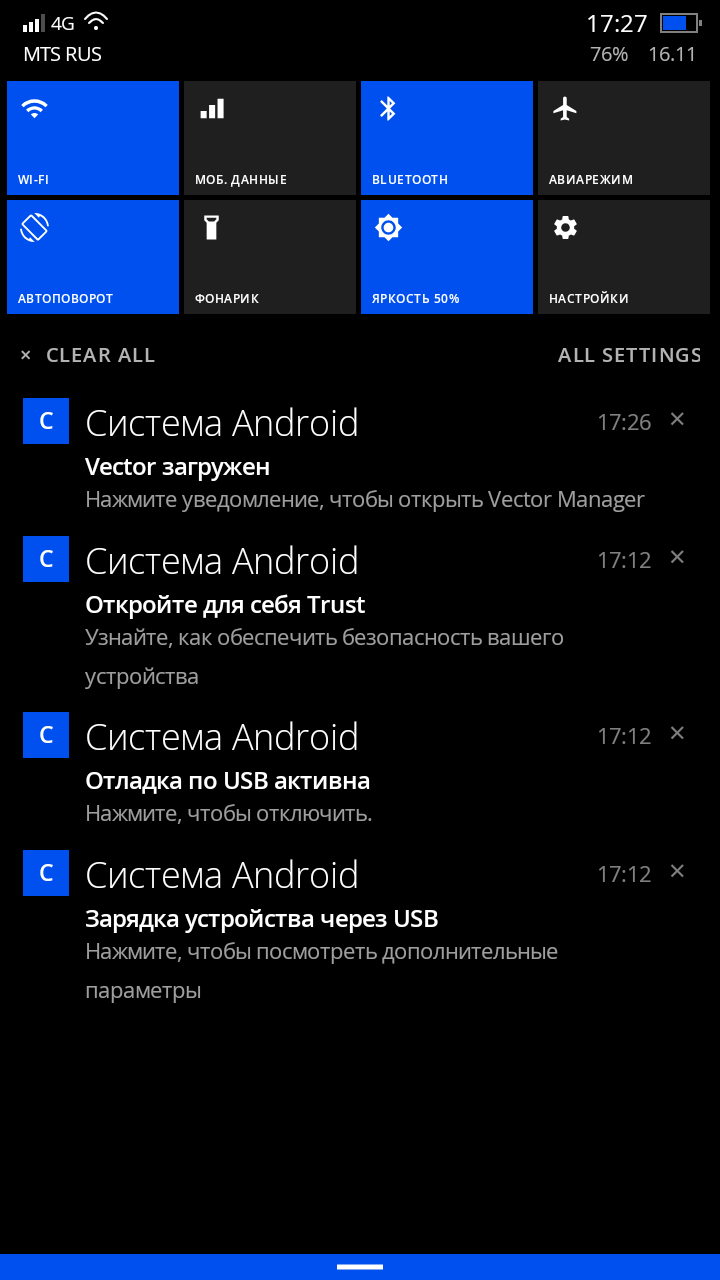 4G 17:27
MTS RUS 76% 16.11
WI-FI МОБ. ДАННЫЕ BLUETOOTH АВИАРЕЖИМ
АВТОПОВОРОТ ФОНАРИК ЯРКОСТЬ 50% НАСТРОЙКИ
× CLEAR ALL ALL SETTINGS
С Система Android 17:26 ×
Vector загружен
Нажмите уведомление, чтобы открыть Vector Manager
С Система Android 17:12 ×
Откройте для себя Trust
Узнайте, как обеспечить безопасность вашего
устройства
С Система Android 17:12 ×
Отладка по USB активна
Нажмите, чтобы отключить.
С Система Android 17:12 ×
Зарядка устройства через USB
Нажмите, чтобы посмотреть дополнительные
параметры